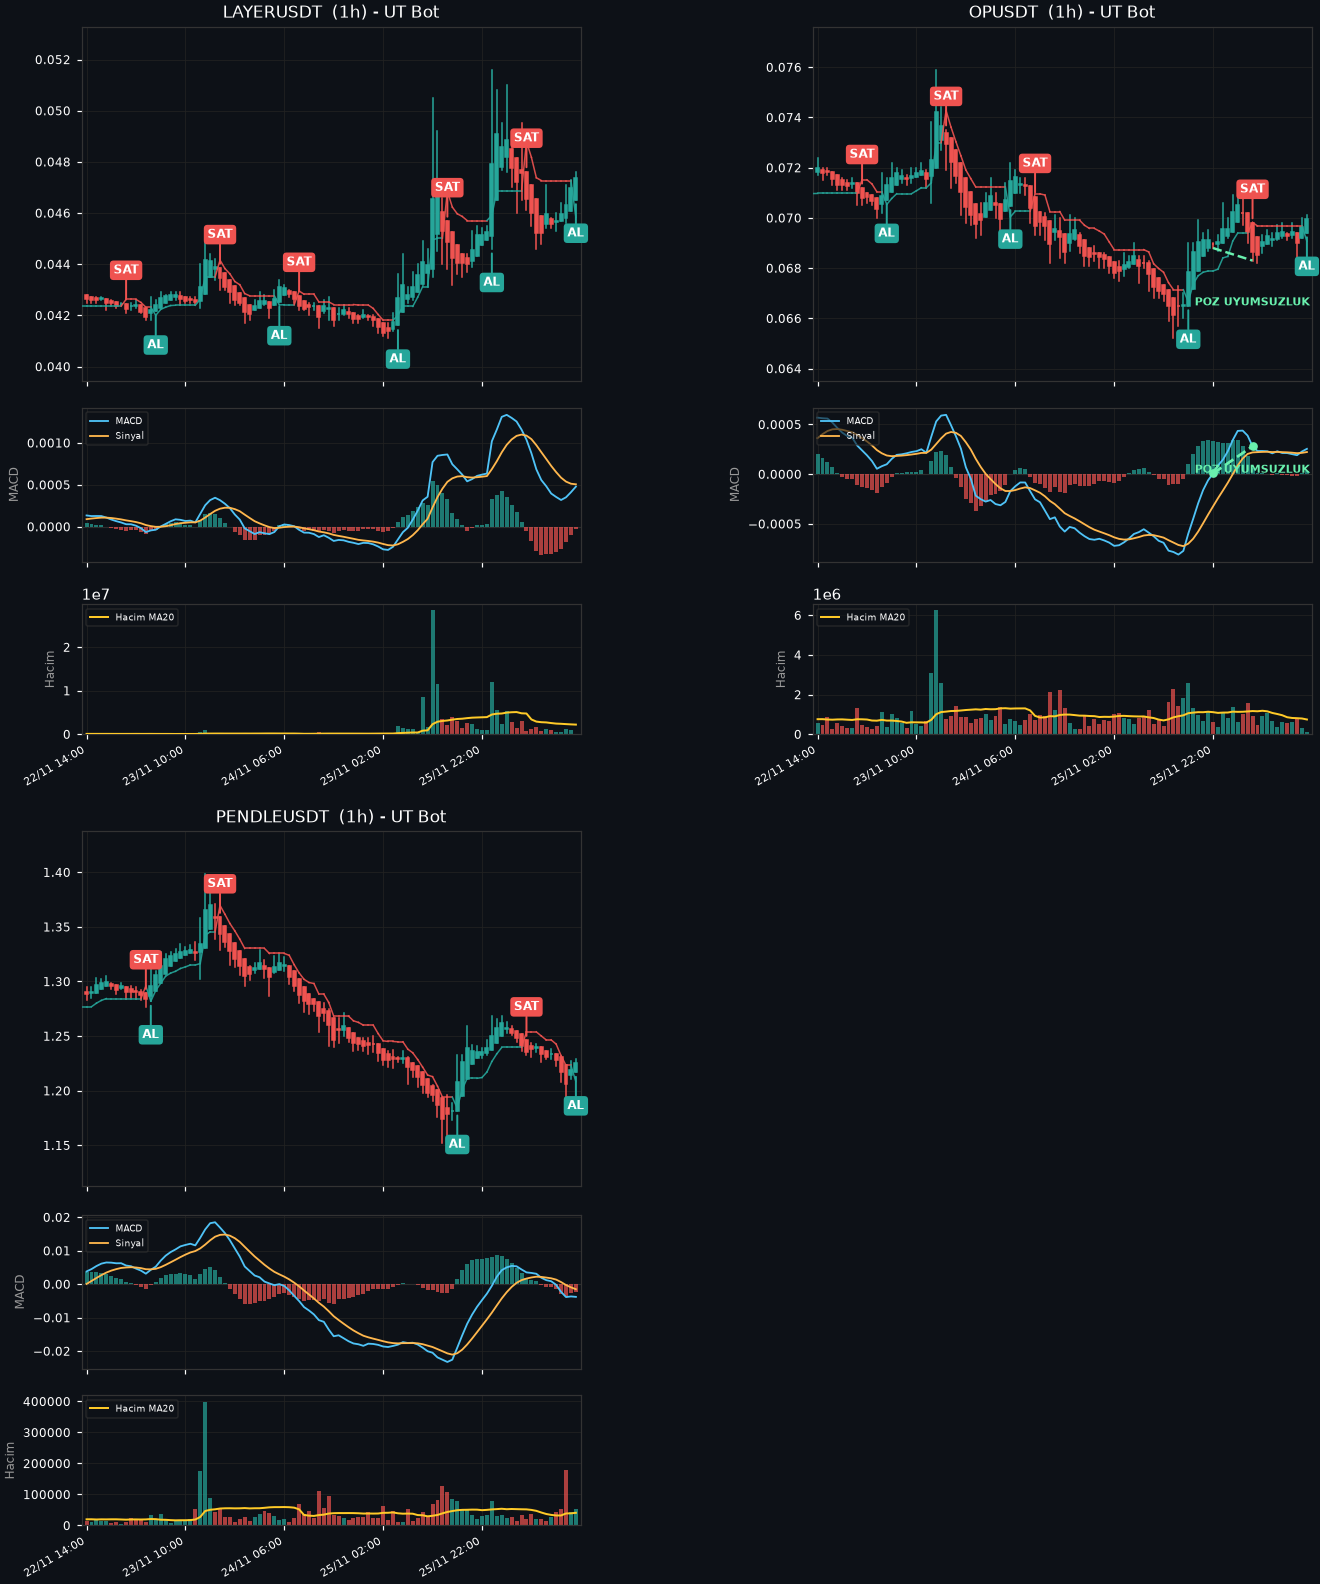 LAYERUSDT  (1h) - UT Bot
0.052
0.050
0.048
0.046
0.044
0.042
0.040
SAT
AL
SAT
AL
SAT
AL
SAT
AL
SAT
AL
MACD
Sinyal
MACD
0.0010
0.0005
0.0000
1e7
Hacim MA20
Hacim
2
1
0
22/11 14:00
23/11 10:00
24/11 06:00
25/11 02:00
25/11 22:00
OPUSDT  (1h) - UT Bot
0.076
0.074
0.072
0.070
0.068
0.066
0.064
SAT
AL
SAT
AL
SAT
AL
SAT
AL
POZ UYUMSUZLUK
MACD
Sinyal
MACD
0.0005
0.0000
−0.0005
POZ UYUMSUZLUK
1e6
Hacim MA20
Hacim
6
4
2
0
22/11 14:00
23/11 10:00
24/11 06:00
25/11 02:00
25/11 22:00
PENDLEUSDT  (1h) - UT Bot
1.40
1.35
1.30
1.25
1.20
1.15
SAT
AL
SAT
AL
SAT
AL
MACD
Sinyal
MACD
0.02
0.01
0.00
−0.01
−0.02
Hacim MA20
Hacim
400000
300000
200000
100000
0
22/11 14:00
23/11 10:00
24/11 06:00
25/11 02:00
25/11 22:00